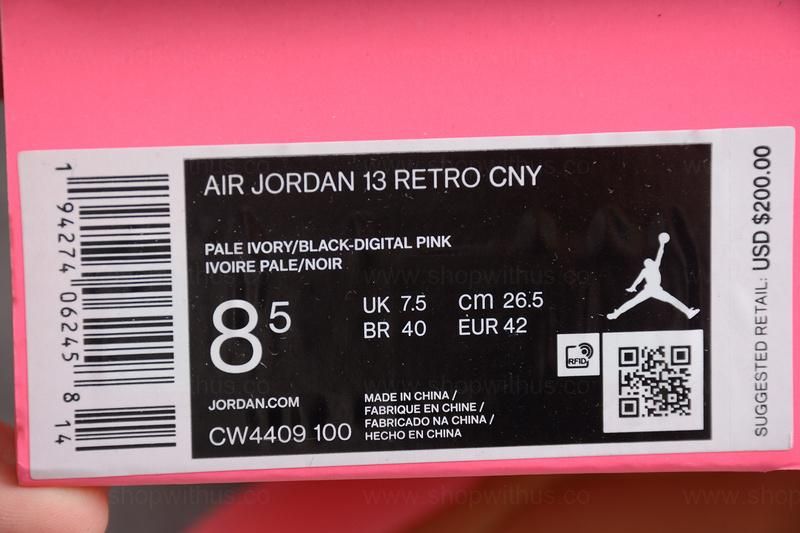 AIR JORDAN 13 RETRO CNY
PALE IVORY/BLACK-DIGITAL PINK
IVOIRE PALE/NOIR
8 5
UK 7.5 cm 26.5
BR 40 EUR 42
RFID
JORDAN.COM
CW4409 100
MADE IN CHINA /
FABRIQUE EN CHINE /
FABRICADO NA CHINA /
HECHO EN CHINA
1 94274 06245 8 14
SUGGESTED RETAIL: USD $200.00
www.shopwithus.co